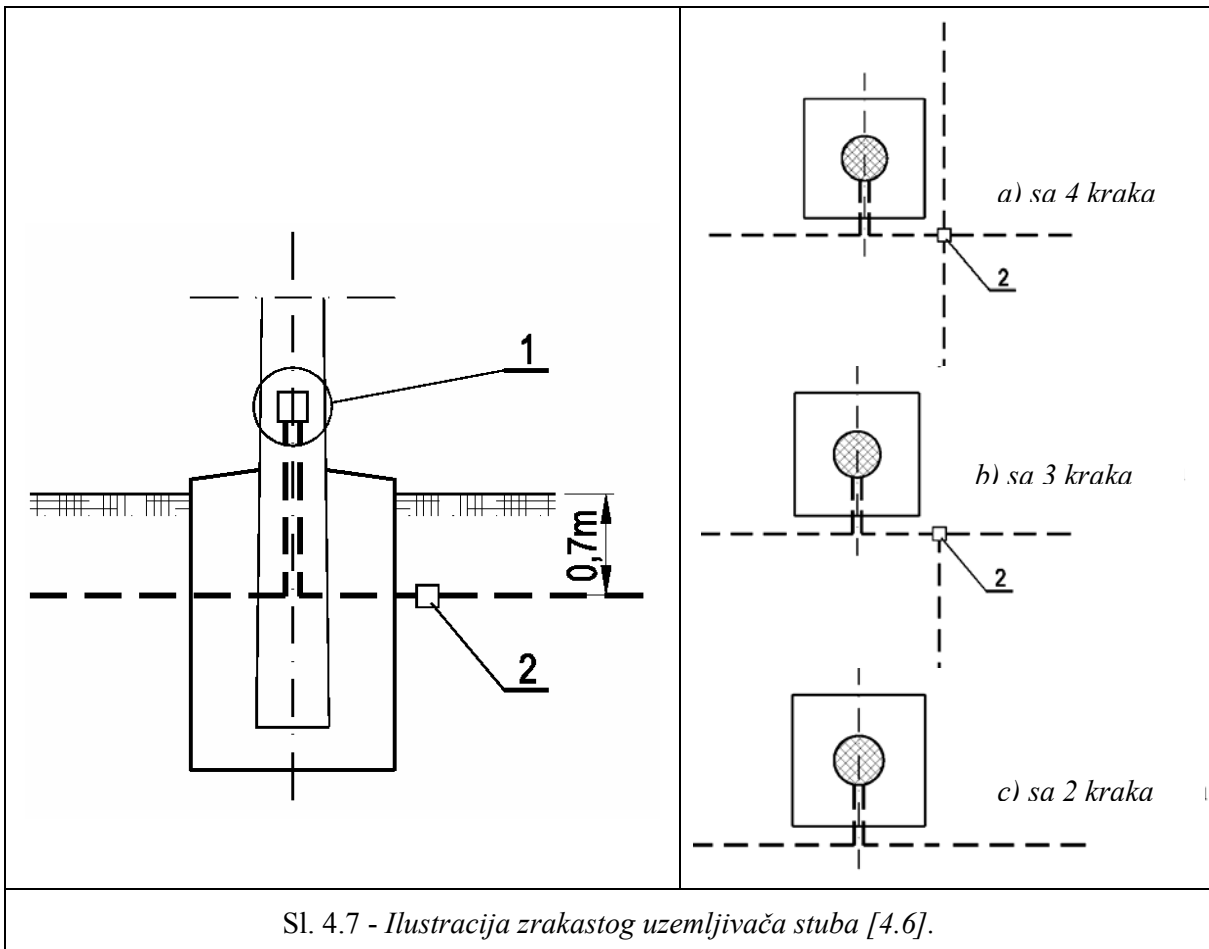 1
0,7m
2
a) sa 4 kraka
2
b) sa 3 kraka
2
c) sa 2 kraka
Sl. 4.7 - Ilustracija zrakastog uzemljivača stuba [4.6].